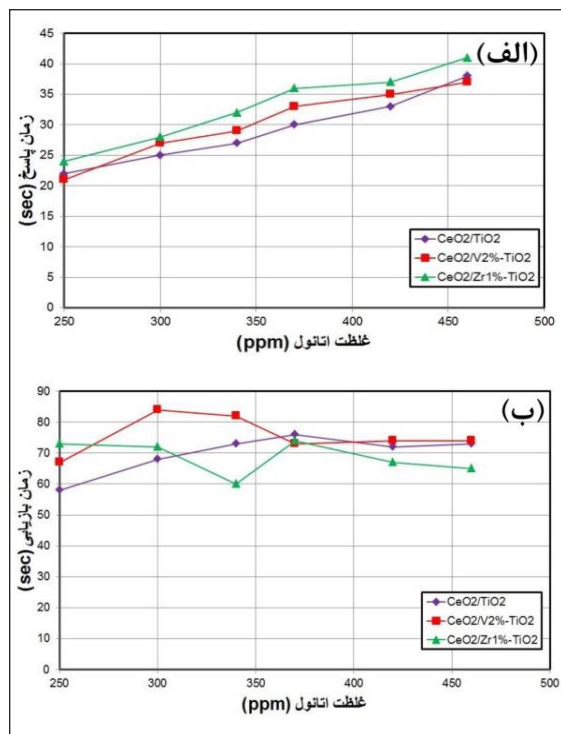 (الف)
زمان پاسخ (sec)
45
40
35
30
25
20
15
10
5
0
CeO2/TiO2
CeO2/V2%-TiO2
CeO2/Zr1%-TiO2
250 300 350 400 450 500
غلظت اتانول (ppm)
(ب)
زمان بازیابی (sec)
90
80
70
60
50
40
30
20
10
0
CeO2/TiO2
CeO2/V2%-TiO2
CeO2/Zr1%-TiO2
250 300 350 400 450 500
غلظت اتانول (ppm)